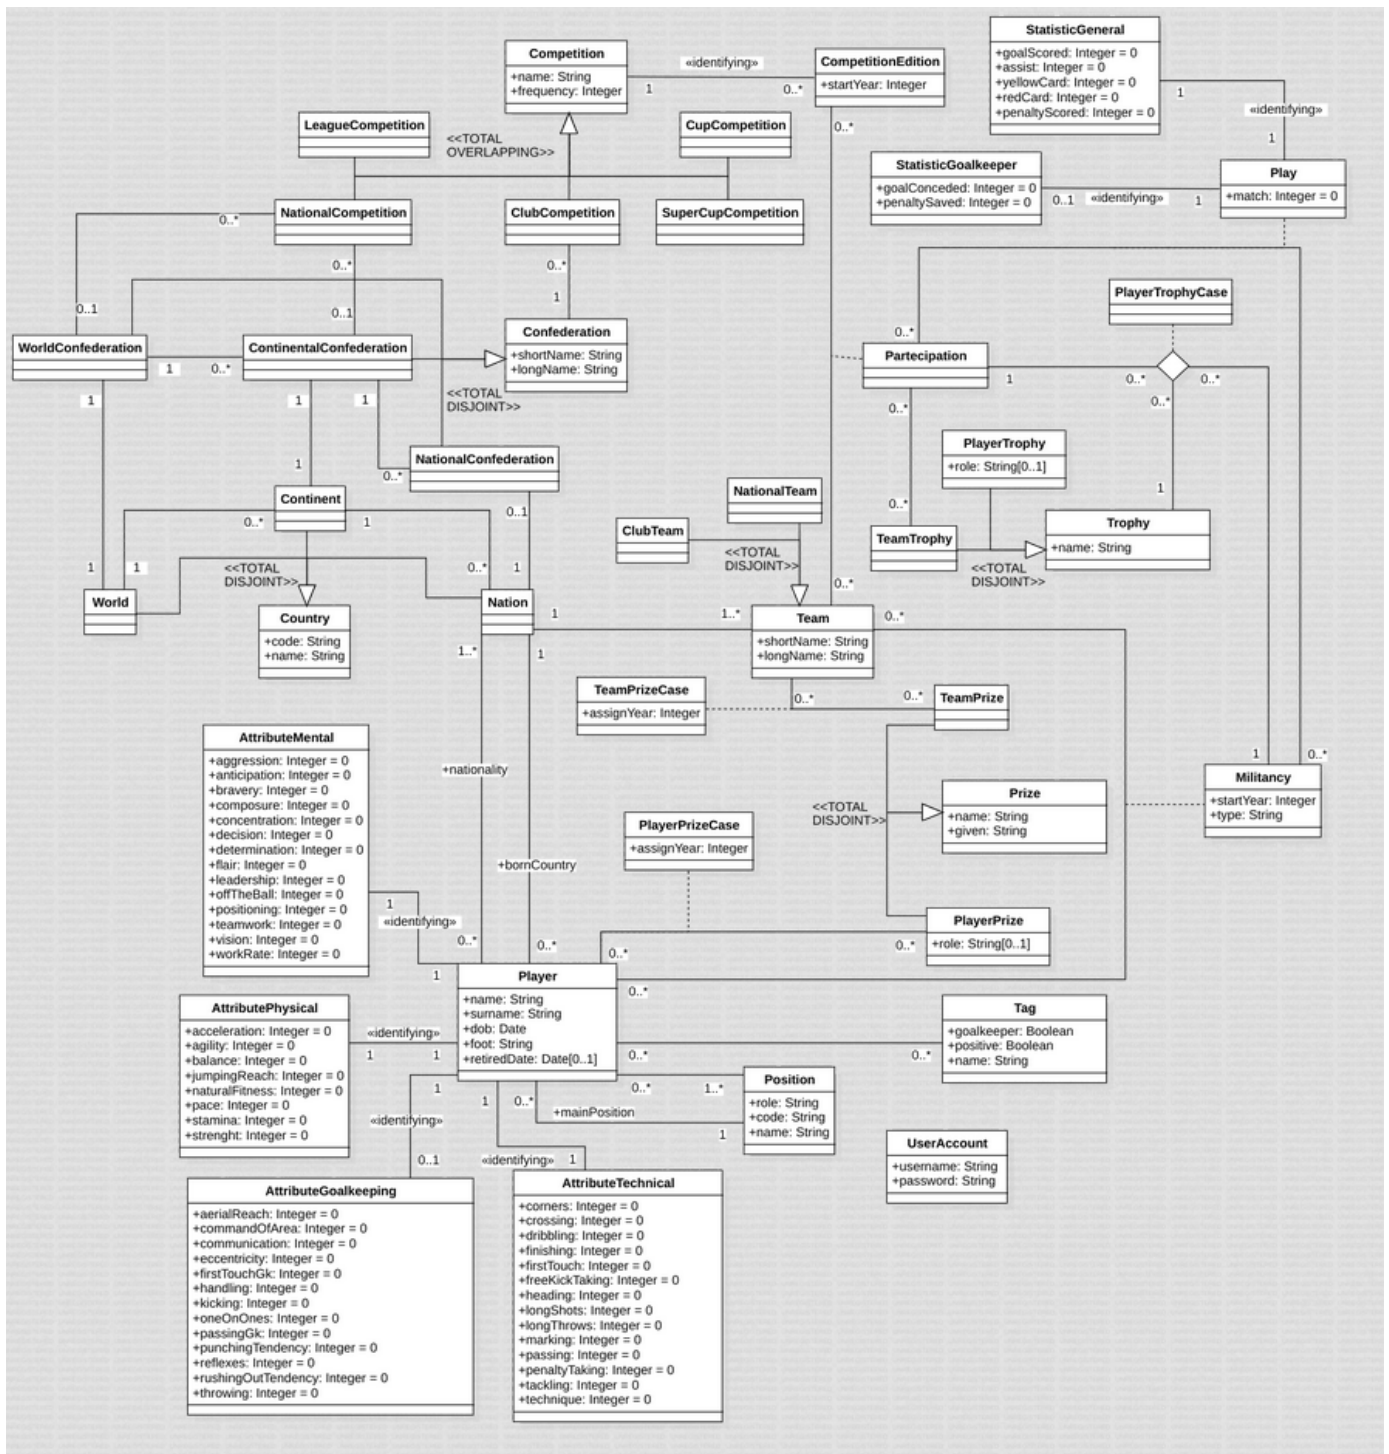 Competition
+name: String
+frequency: Integer
«identifying»
1
0..*
CompetitionEdition
+startYear: Integer
0..*
StatisticGeneral
+goalScored: Integer = 0
+assist: Integer = 0
+yellowCard: Integer = 0
+redCard: Integer = 0
+penaltyScored: Integer = 0
1
«identifying»
1
LeagueCompetition
<<TOTAL
OVERLAPPING>>
CupCompetition
StatisticGoalkeeper
+goalConceded: Integer = 0
+penaltySaved: Integer = 0
0..1
«identifying»
1
Play
+match: Integer = 0
NationalCompetition
0..*
0..*
ClubCompetition
0..*
SuperCupCompetition
0..1
0..1
1
PlayerTrophyCase
WorldConfederation
1
0..*
ContinentalConfederation
Confederation
+shortName: String
+longName: String
<<TOTAL
DISJOINT>>
0..*
Partecipation
1
0..*
0..*
0..*
0..*
1
1
1
1
0..*
NationalConfederation
PlayerTrophy
+role: String[0..1]
NationalTeam
0..*
1
Continent
0..*
1
0..1
ClubTeam
<<TOTAL
DISJOINT>>
TeamTrophy
<<TOTAL
DISJOINT>>
Trophy
+name: String
1
1
<<TOTAL
DISJOINT>>
0..*
1
0..*
World
Country
+code: String
+name: String
Nation
1
1..*
Team
+shortName: String
+longName: String
0..*
1..*
1
TeamPrizeCase
+assignYear: Integer
0..*
0..*
TeamPrize
AttributeMental
+aggression: Integer = 0
+anticipation: Integer = 0
+bravery: Integer = 0
+composure: Integer = 0
+concentration: Integer = 0
+decision: Integer = 0
+determination: Integer = 0
+flair: Integer = 0
+leadership: Integer = 0
+offTheBall: Integer = 0
+positioning: Integer = 0
+teamwork: Integer = 0
+vision: Integer = 0
+workRate: Integer = 0
+nationality
+bornCountry
1
0..*
Militancy
+startYear: Integer
+type: String
<<TOTAL
DISJOINT>>
Prize
+name: String
+given: String
PlayerPrizeCase
+assignYear: Integer
1
«identifying»
1
0..*
0..*
0..*
0..*
PlayerPrize
+role: String[0..1]
Player
+name: String
+surname: String
+dob: Date
+foot: String
+retiredDate: Date[0..1]
0..*
AttributePhysical
+acceleration: Integer = 0
+agility: Integer = 0
+balance: Integer = 0
+jumpingReach: Integer = 0
+naturalFitness: Integer = 0
+pace: Integer = 0
+stamina: Integer = 0
+strenght: Integer = 0
«identifying»
1
1
0..*
0..*
Tag
+goalkeeper: Boolean
+positive: Boolean
+name: String
1
1
0..*
0..*
1..*
+mainPosition
1
Position
+role: String
+code: String
+name: String
«identifying»
0..1
«identifying»
1
UserAccount
+username: String
+password: String
AttributeGoalkeeping
+aerialReach: Integer = 0
+commandOfArea: Integer = 0
+communication: Integer = 0
+eccentricity: Integer = 0
+firstTouchGk: Integer = 0
+handling: Integer = 0
+kicking: Integer = 0
+oneOnOnes: Integer = 0
+passingGk: Integer = 0
+punchingTendency: Integer = 0
+reflexes: Integer = 0
+rushingOutTendency: Integer = 0
+throwing: Integer = 0
AttributeTechnical
+corners: Integer = 0
+crossing: Integer = 0
+dribbling: Integer = 0
+finishing: Integer = 0
+firstTouch: Integer = 0
+freeKickTaking: Integer = 0
+heading: Integer = 0
+longShots: Integer = 0
+longThrows: Integer = 0
+marking: Integer = 0
+passing: Integer = 0
+penaltyTaking: Integer = 0
+tackling: Integer = 0
+technique: Integer = 0